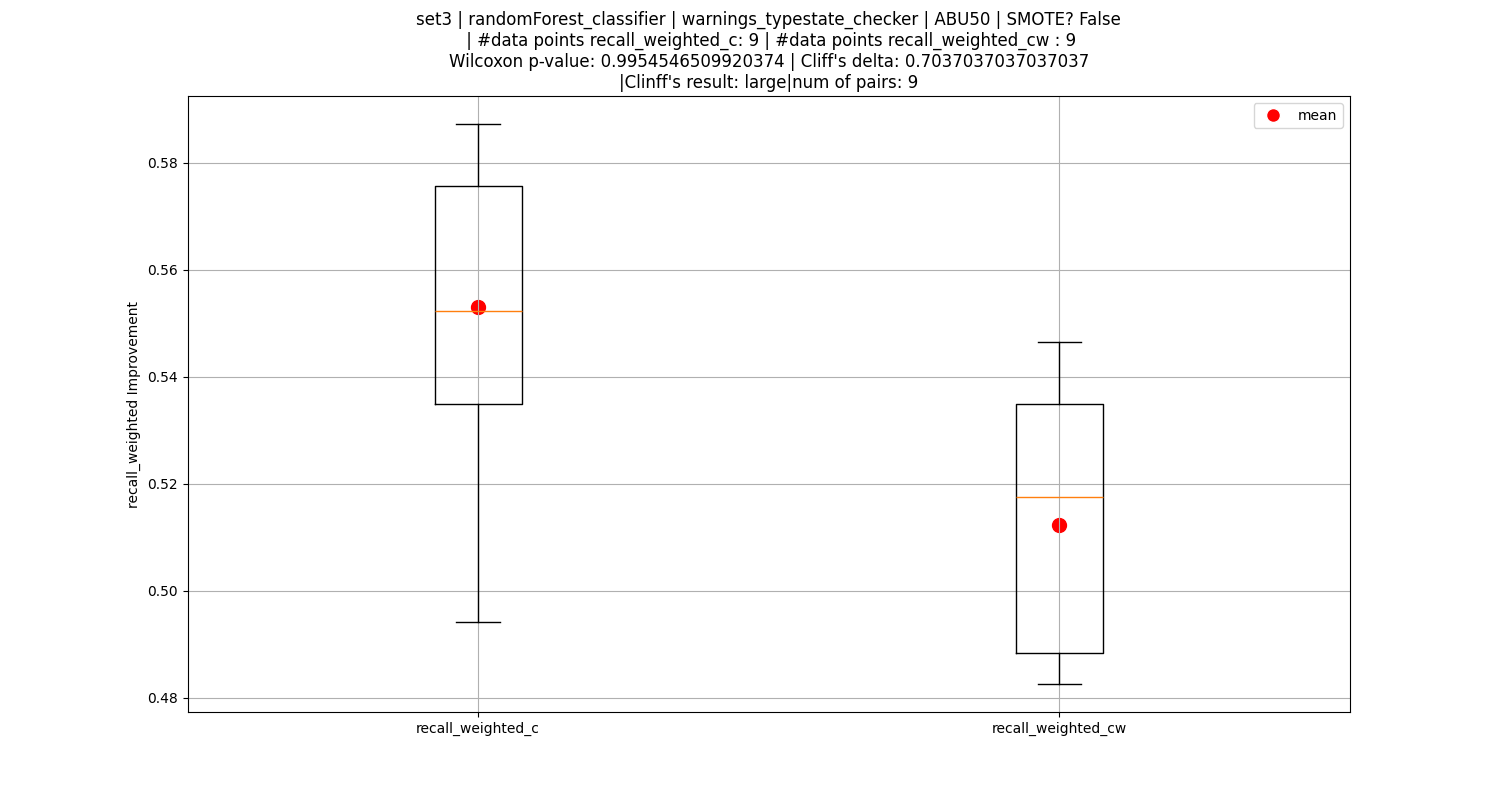 set3 | randomForest_classifier | warnings_typestate_checker | ABU50 | SMOTE? False
| #data points recall_weighted_c: 9 | #data points recall_weighted_cw : 9
Wilcoxon p-value: 0.9954546509920374 | Cliff's delta: 0.7037037037037037
|Clinff's result: large|num of pairs: 9
mean
recall_weighted Improvement
0.58
0.56
0.54
0.52
0.50
0.48
recall_weighted_c
recall_weighted_cw